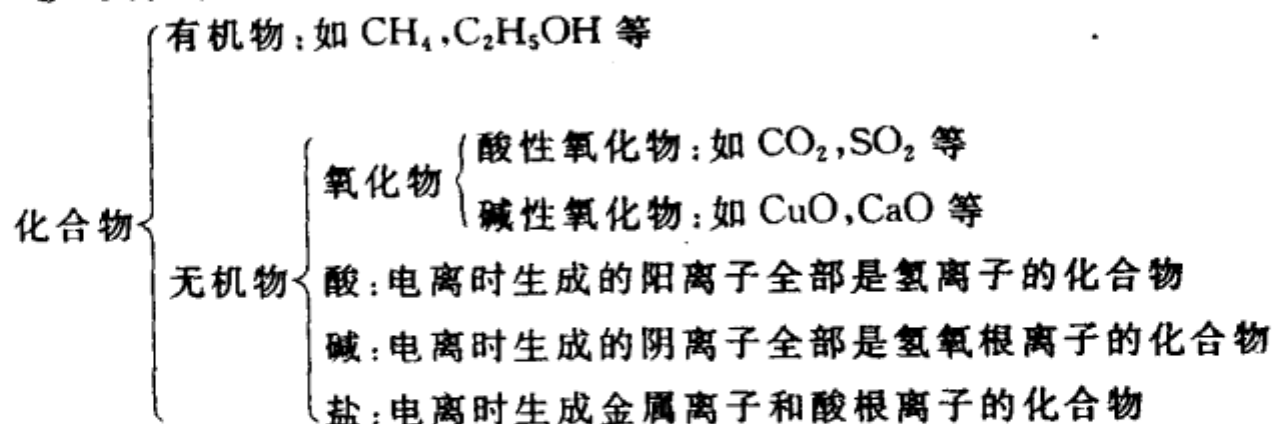 有机物:如 CH₄,C₂H₅OH 等
酸性氧化物:如 CO₂,SO₂ 等
氧化物
碱性氧化物:如 CuO,CaO 等
化合物
无机物
酸:电离时生成的阳离子全部是氢离子的化合物
碱:电离时生成的阴离子全部是氢氧根离子的化合物
盐:电离时生成金属离子和酸根离子的化合物